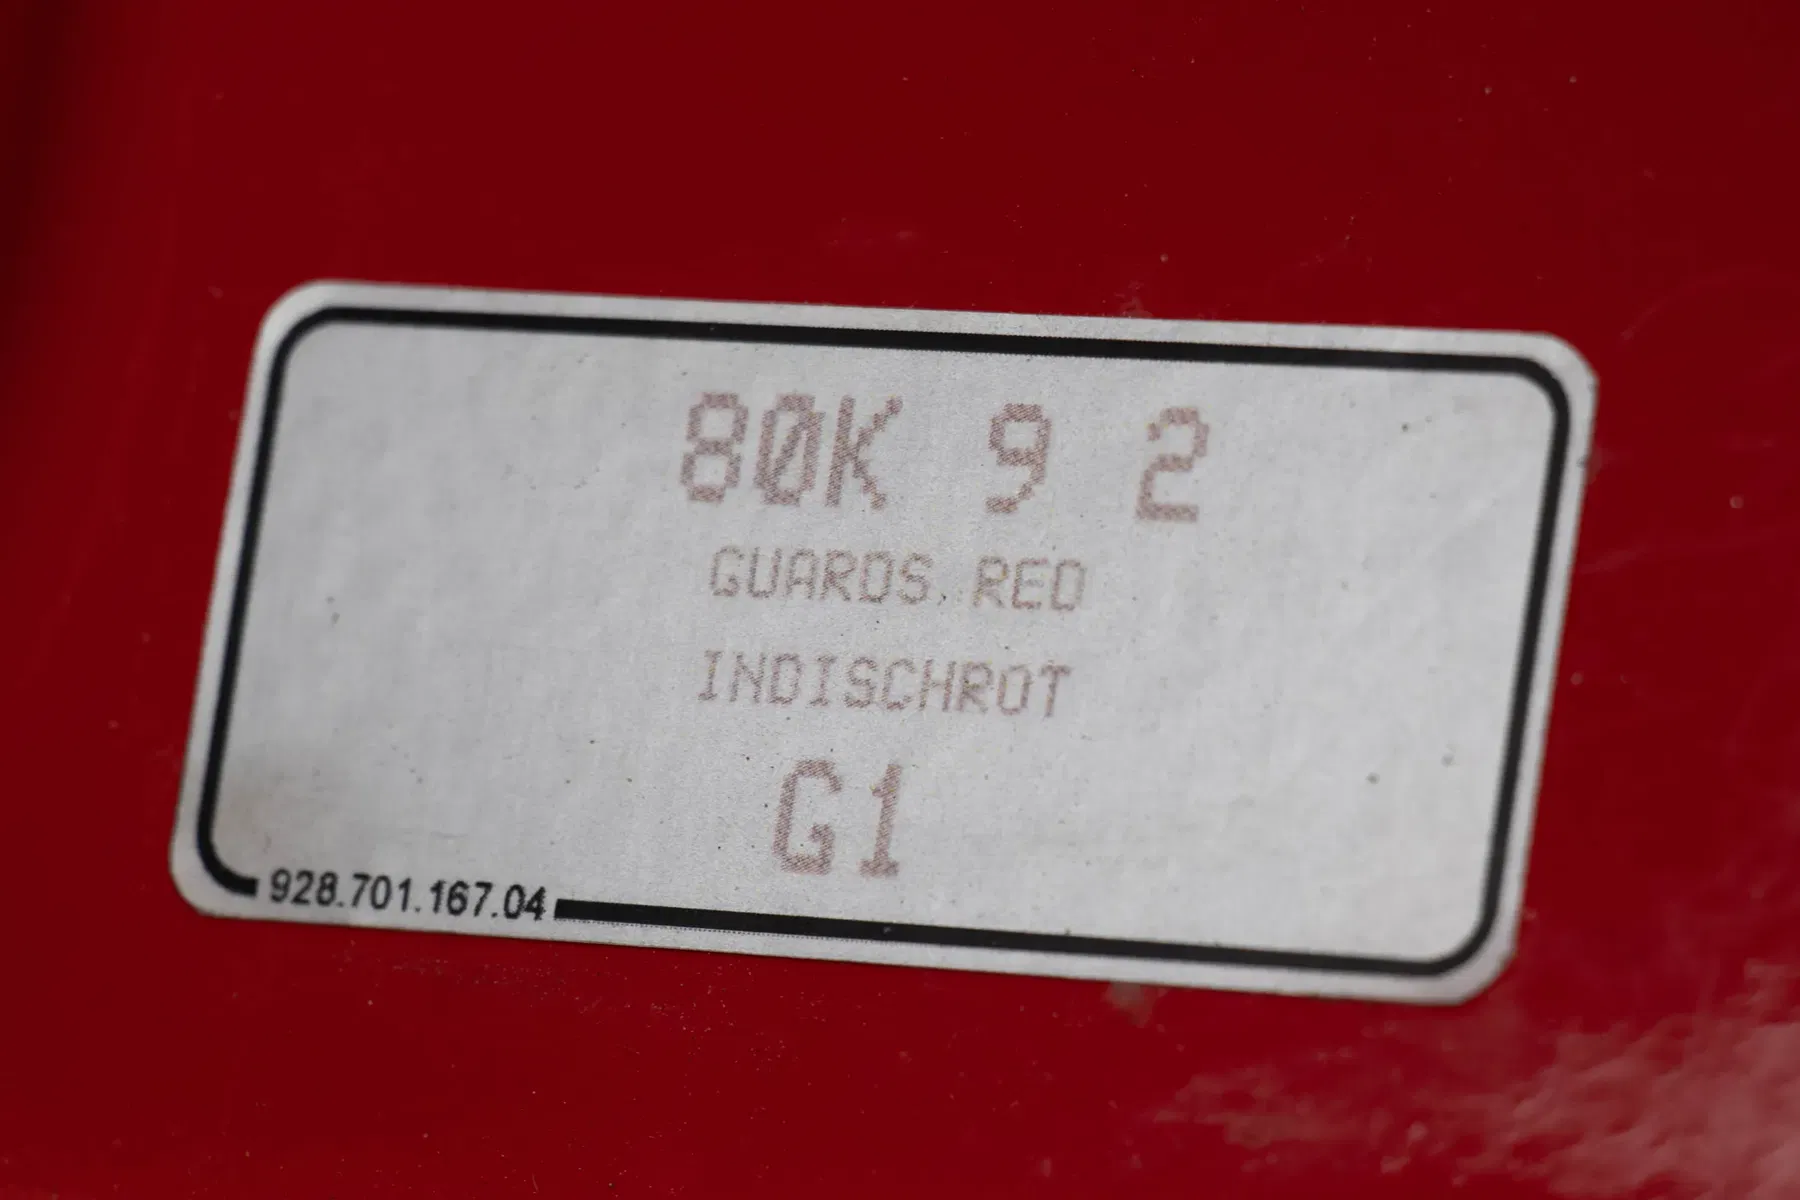 80K 9 2
GUARDS RED
INDISCHROT
G1
928.701.167.04